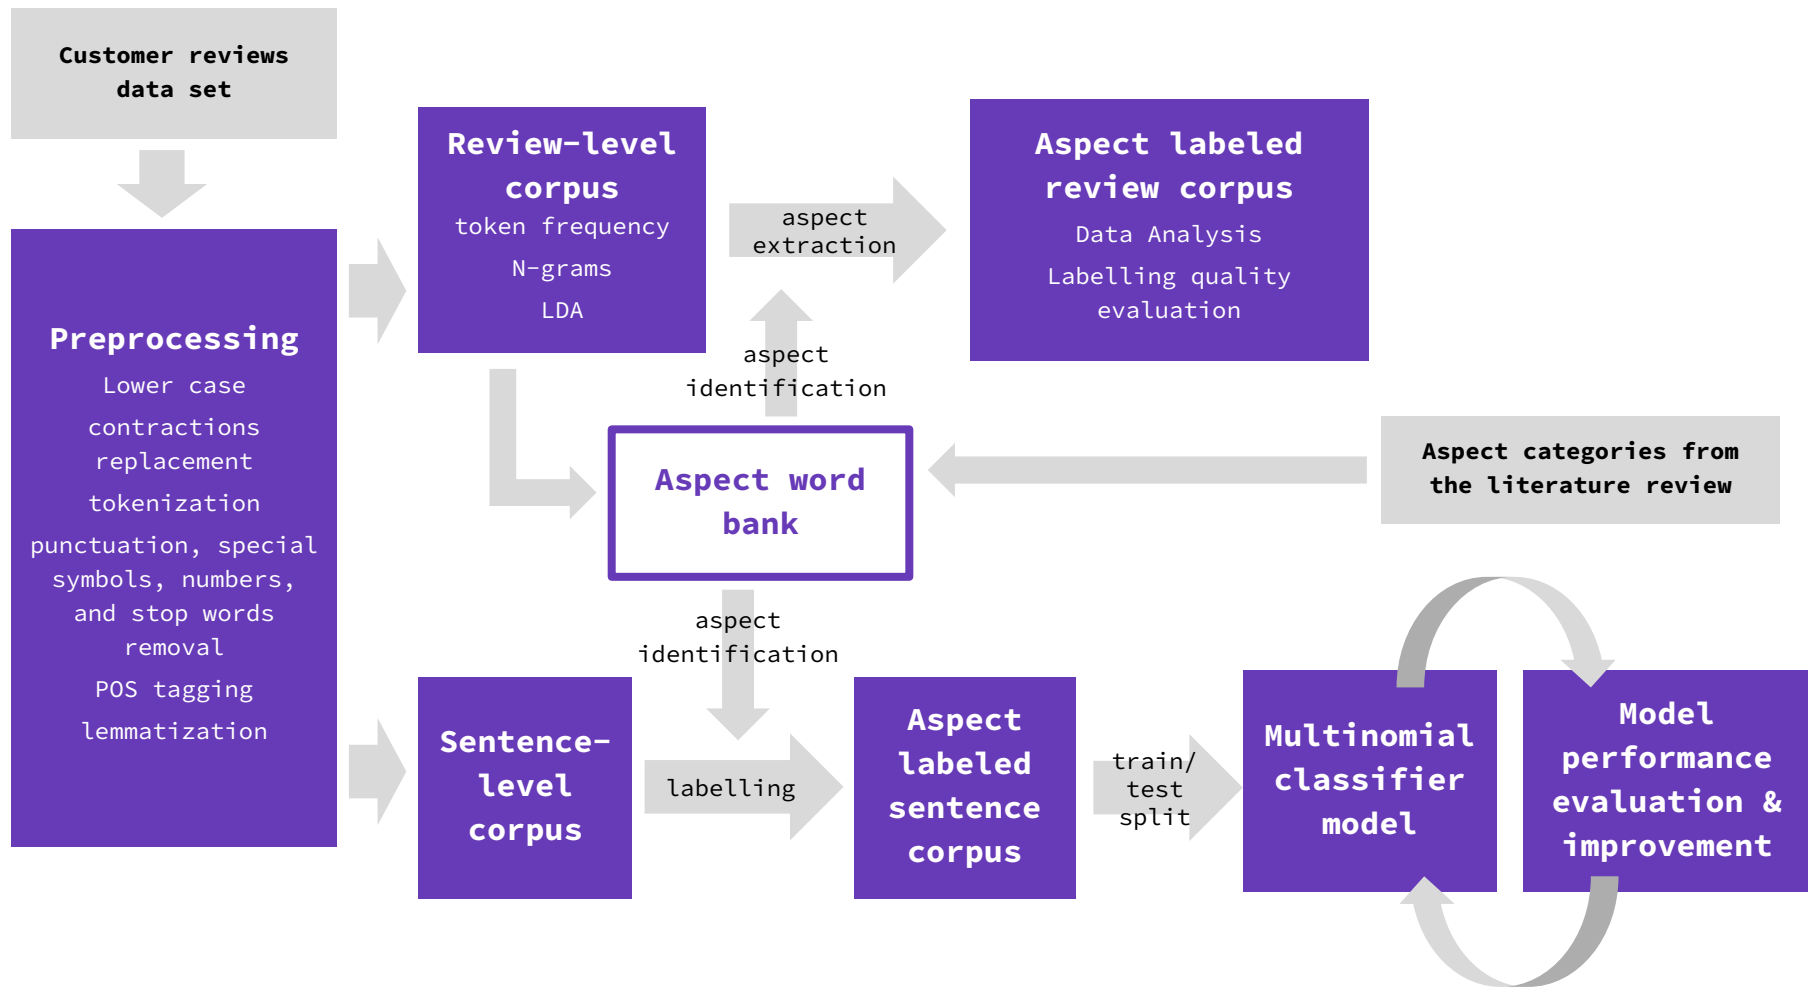 Customer reviews
data set
Preprocessing
Lower case
contractions
replacement
tokenization
punctuation, special
symbols, numbers,
and stop words
removal
POS tagging
lemmatization
Review-level
corpus
token frequency
N-grams
LDA
aspect
extraction
Aspect labeled
review corpus
Data Analysis
Labelling quality
evaluation
aspect
identification
Aspect word
bank
Aspect categories from
the literature review
aspect
identification
Sentence-
level
corpus
labelling
Aspect
labeled
sentence
corpus
train/
test
split
Multinomial
classifier
model
Model
performance
evaluation &
improvement